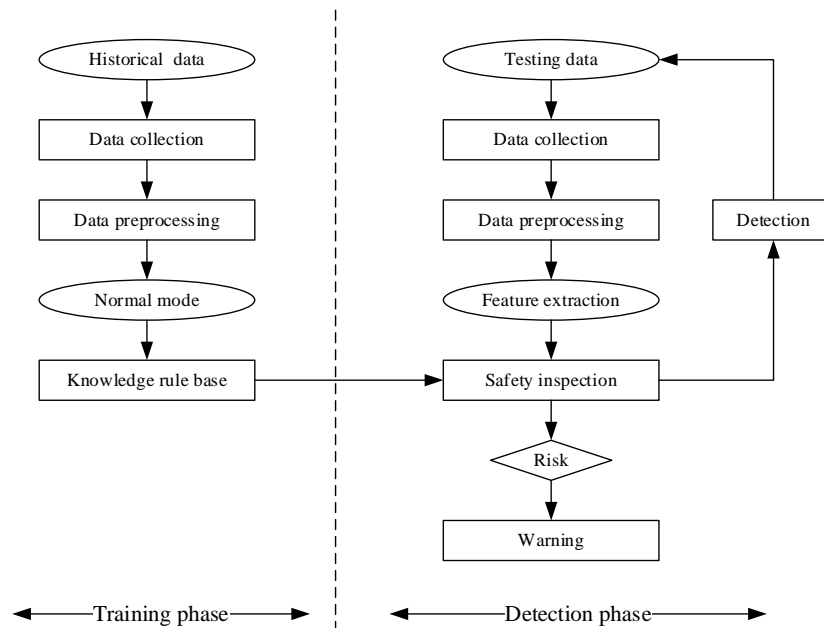 Historical data
Data collection
Data preprocessing
Normal mode
Knowledge rule base
Training phase
Testing data
Data collection
Data preprocessing
Feature extraction
Safety inspection
Risk
Warning
Detection
Detection phase